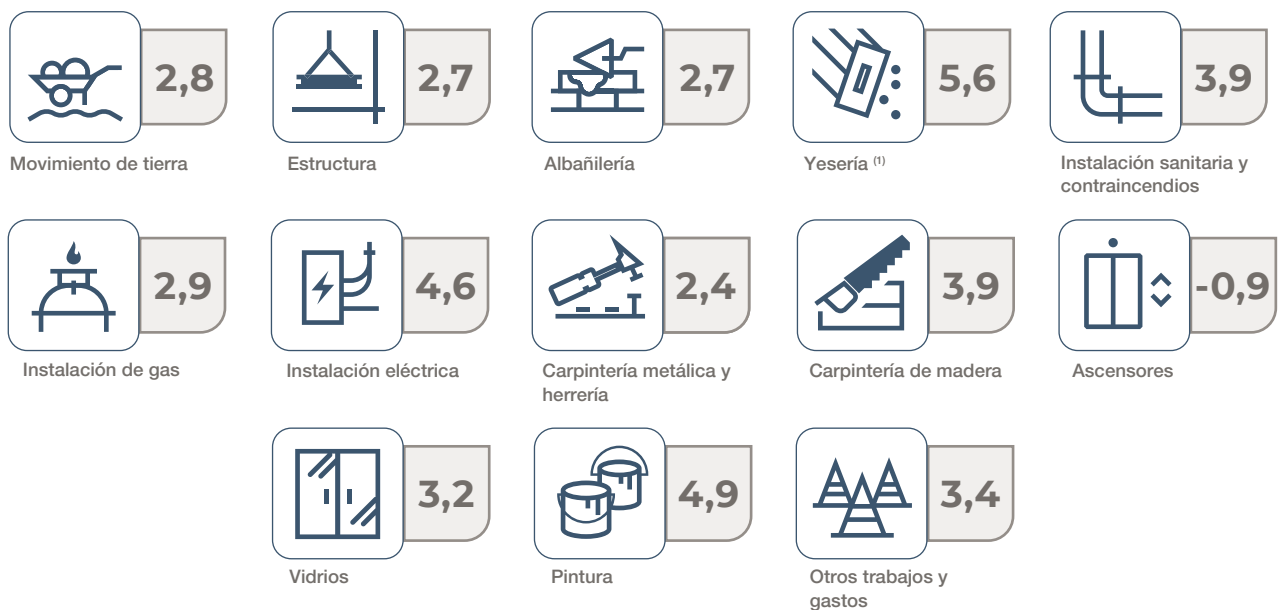 2,8
Movimiento de tierra
2,7
Estructura
2,7
Albañilería
5,6
Yesería (1)
3,9
Instalación sanitaria y
contraincendios
2,9
Instalación de gas
4,6
Instalación eléctrica
2,4
Carpintería metálica y
herrería
3,9
Carpintería de madera
-0,9
Ascensores
3,2
Vidrios
4,9
Pintura
3,4
Otros trabajos y
gastos